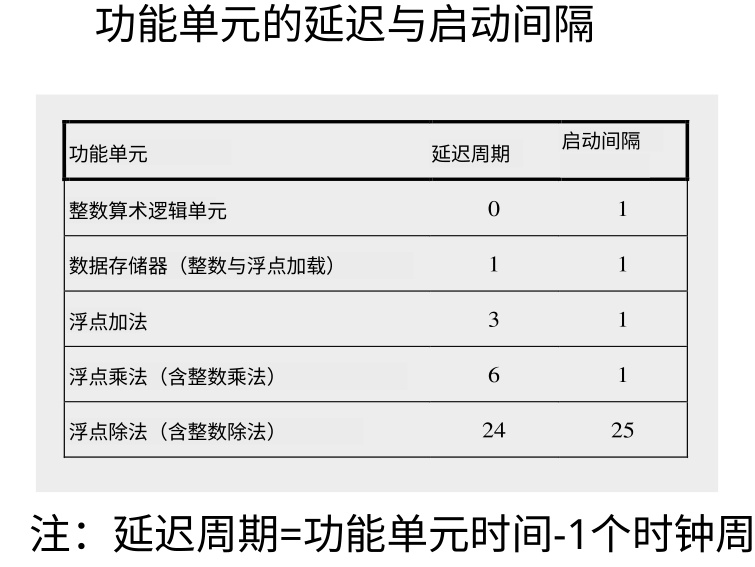 功能单元的延迟与启动间隔
功能单元 延迟周期 启动间隔
整数算术逻辑单元 0 1
数据存储器（整数与浮点加载） 1 1
浮点加法 3 1
浮点乘法（含整数乘法） 6 1
浮点除法（含整数除法） 24 25
注：延迟周期=功能单元时间-1个时钟周